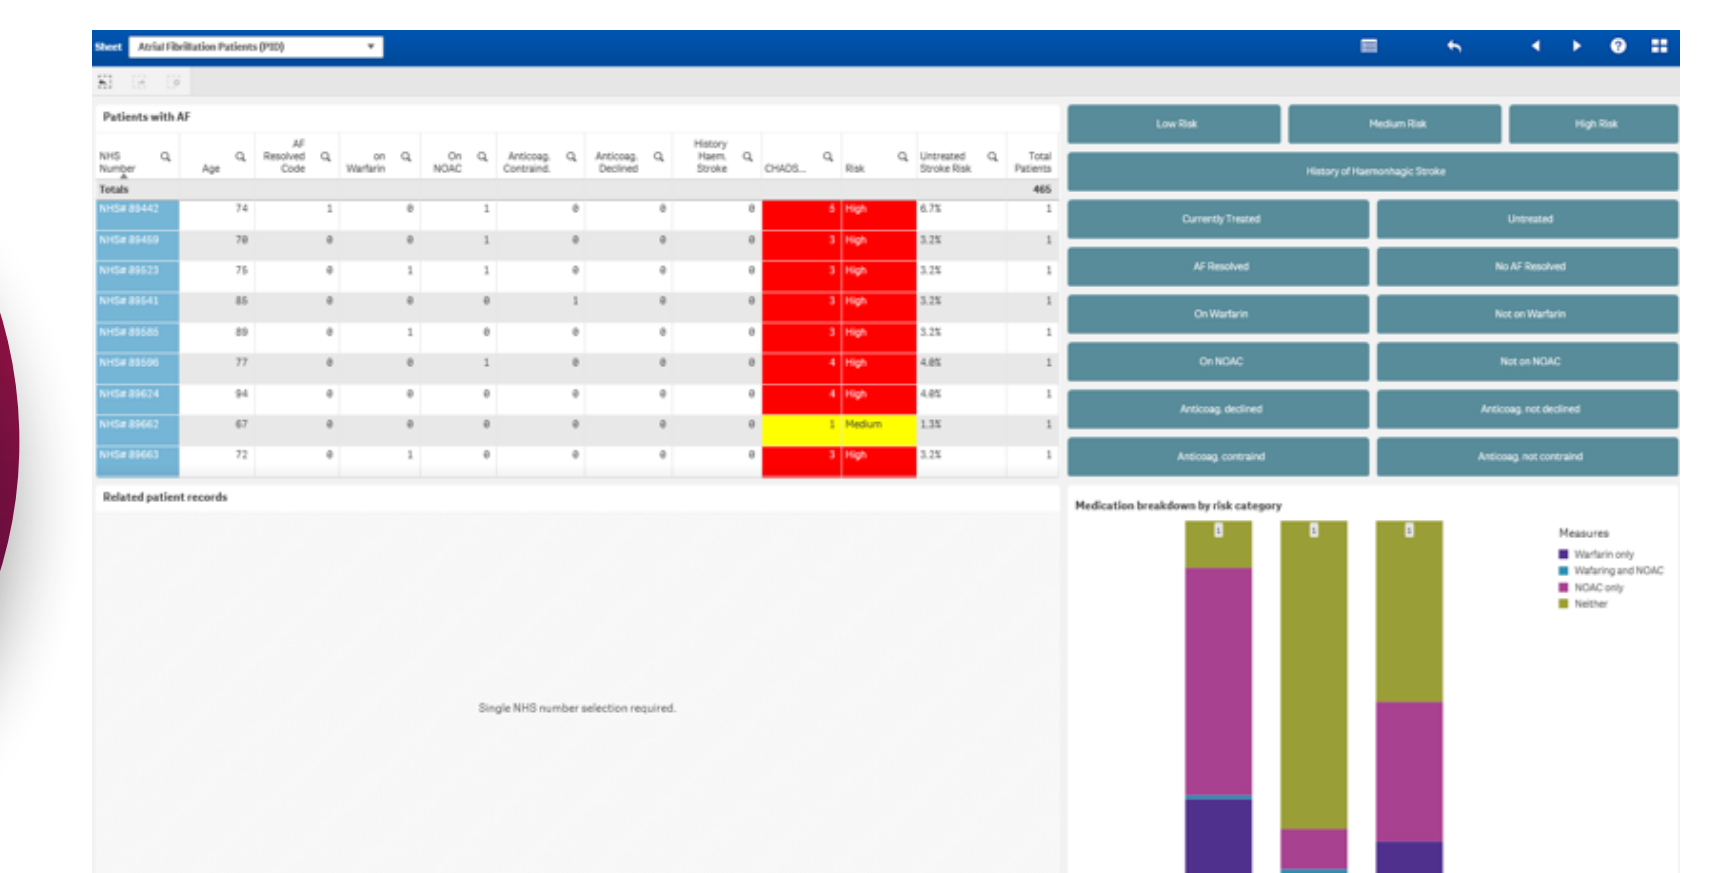 Sheet Atrial Fibrillation Patients (PID)
Patients with AF
NHS Number Age AF Resolved Code on Warfarin On NOAC Anticoag. Contraind. Anticoag. Declined History Haem. Stroke CHADS... Risk Untreated Stroke Risk Total Patients
Totals 465
NHS# 89442 74 1 0 1 0 0 0 5 High 6.7% 1
NHS# 89459 70 0 0 1 0 0 0 3 High 3.2% 1
NHS# 89523 75 0 1 1 0 0 0 3 High 3.2% 1
NHS# 89541 85 0 0 0 1 0 0 3 High 3.2% 1
NHS# 89585 89 0 1 0 0 0 0 3 High 3.2% 1
NHS# 89596 77 0 0 1 0 0 0 4 High 4.0% 1
NHS# 89624 94 0 0 0 0 0 0 4 High 4.0% 1
NHS# 89662 67 0 0 0 0 0 0 1 Medium 1.3% 1
NHS# 89663 72 0 1 0 0 0 0 3 High 3.2% 1
Low Risk Medium Risk High Risk
History of Haemonhagic Stroke
Currently Treated Untreated
AF Resolved No AF Resolved
On Warfarin Not on Warfarin
On NOAC Not on NOAC
Anticoag. declined Anticoag. not declined
Anticoag. contraind Anticoag. not contraind
Related patient records
Single NHS number selection required.
Medication breakdown by risk category
1 1 1
Measures
Warfarin only
Wafaring and NOAC
NOAC only
Neither